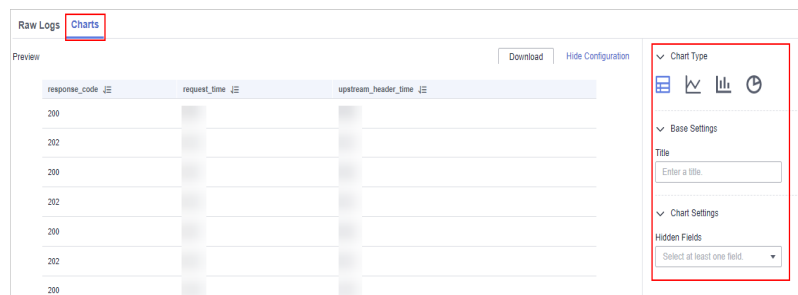 Raw Logs Charts
Preview
Download Hide Configuration
response_code request_time upstream_header_time
200
202
200
202
200
202
200
Chart Type
Base Settings
Title
Enter a title.
Chart Settings
Hidden Fields
Select at least one field.